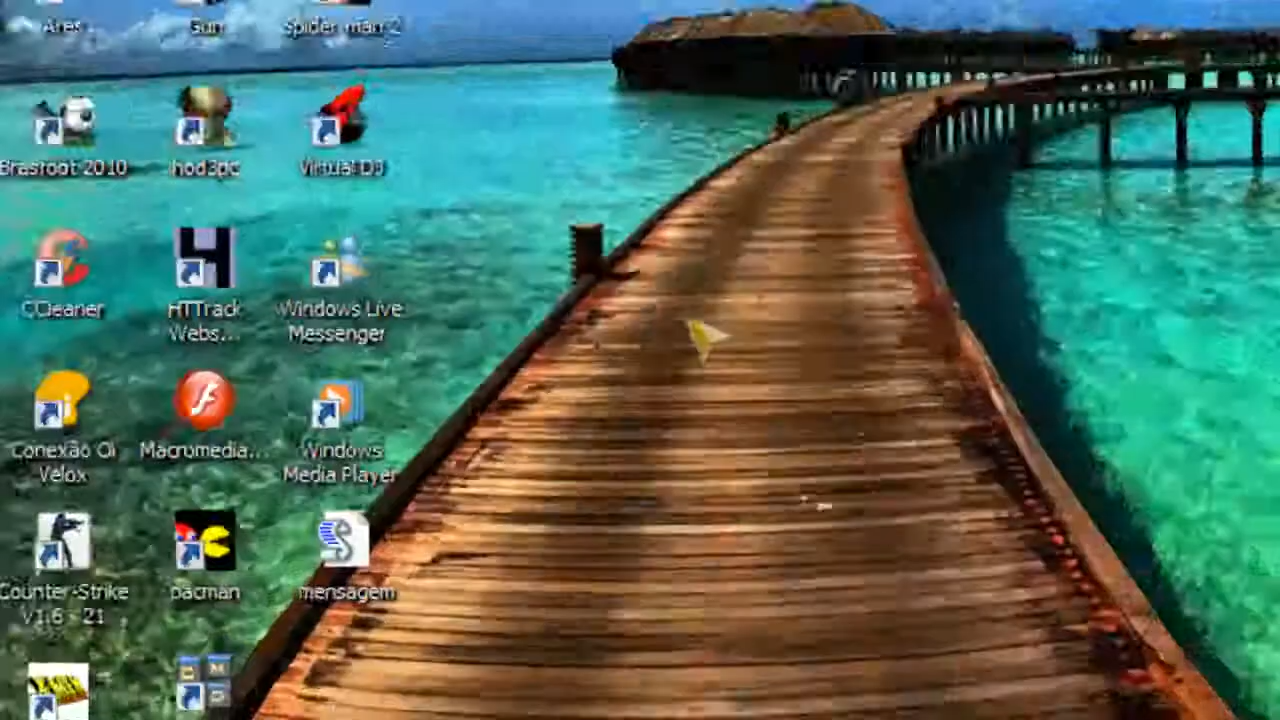 Ares
Gun
Spider-man 2
Brasfoot 2010
hod3pc
Virtual DJ
CCleaner
HTTrack
Webs...
Windows Live
Messenger
Conexão Oi
Velox
Macromedia...
Windows
Media Player
Counter-Strike
V1.6 - 21
pacman
mensagem